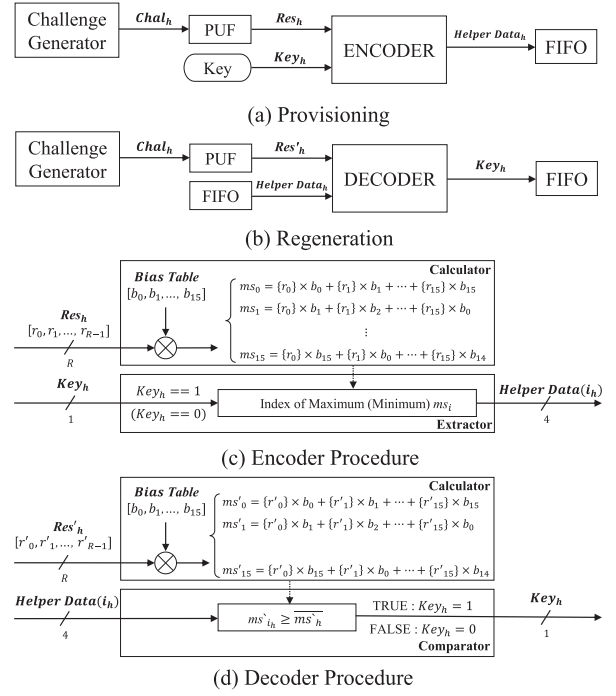 Challenge Generator
Chal_h
PUF
Res_h
Key
Key_h
ENCODER
Helper Data_h
FIFO
(a) Provisioning
Challenge Generator
Chal_h
PUF
Res'_h
FIFO
Helper Data_h
DECODER
Key_h
FIFO
(b) Regeneration
Calculator
Bias Table
[b_0, b_1, ..., b_15]
Res_h
[r_0, r_1, ..., r_{R-1}]
R
ms_0 = {r_0} × b_0 + {r_1} × b_1 + ⋯ + {r_15} × b_15
ms_1 = {r_0} × b_1 + {r_1} × b_2 + ⋯ + {r_15} × b_0
⋮
ms_15 = {r_0} × b_15 + {r_1} × b_0 + ⋯ + {r_15} × b_14
Key_h
1
Key_h == 1
(Key_h == 0)
Index of Maximum (Minimum) ms_i
Extractor
Helper Data(i_h)
4
(c) Encoder Procedure
Calculator
Bias Table
[b_0, b_1, ..., b_15]
Res'_h
[r'_0, r'_1, ..., r'_{R-1}]
R
ms'_0 = {r'_0} × b_0 + {r'_1} × b_1 + ⋯ + {r'_15} × b_15
ms'_1 = {r'_0} × b_1 + {r'_1} × b_2 + ⋯ + {r'_15} × b_0
ms'_15 = {r'_0} × b_15 + {r'_1} × b_0 + ⋯ + {r'_15} × b_14
Helper Data(i_h)
4
ms`_{i_h} ≥ \overline{ms`_h}
TRUE : Key_h = 1
FALSE : Key_h = 0
Comparator
Key_h
1
(d) Decoder Procedure